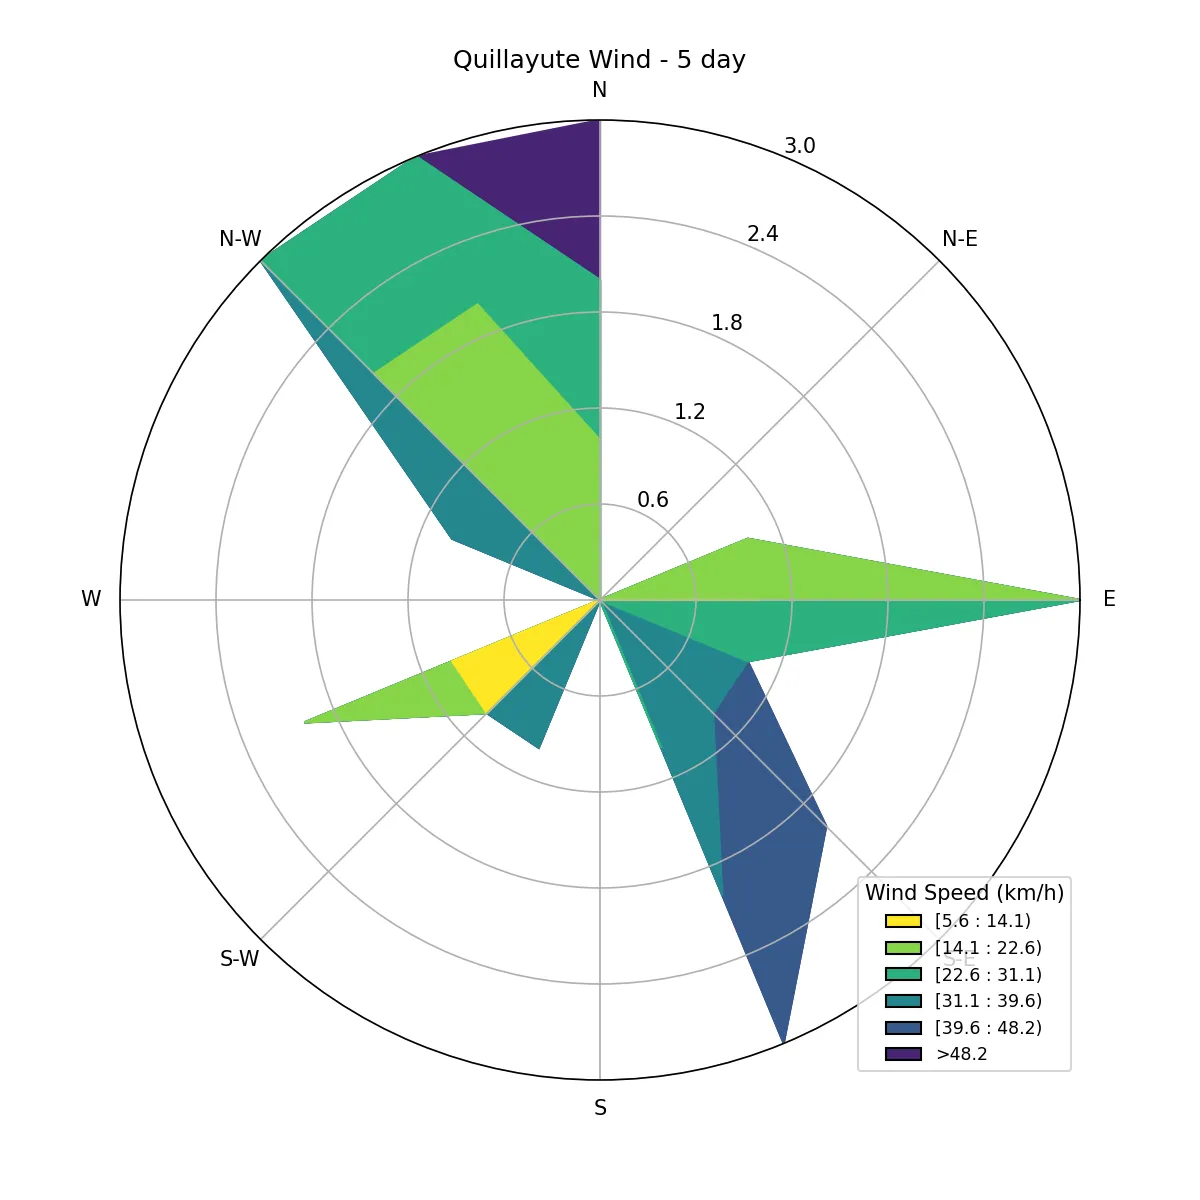 Quillayute Wind - 5 day
N
3.0
N-W
2.4
N-E
1.8
1.2
0.6
W
E
S-W
S-E
S
Wind Speed (km/h)
[5.6 : 14.1)
[14.1 : 22.6)
[22.6 : 31.1)
[31.1 : 39.6)
[39.6 : 48.2)
>48.2